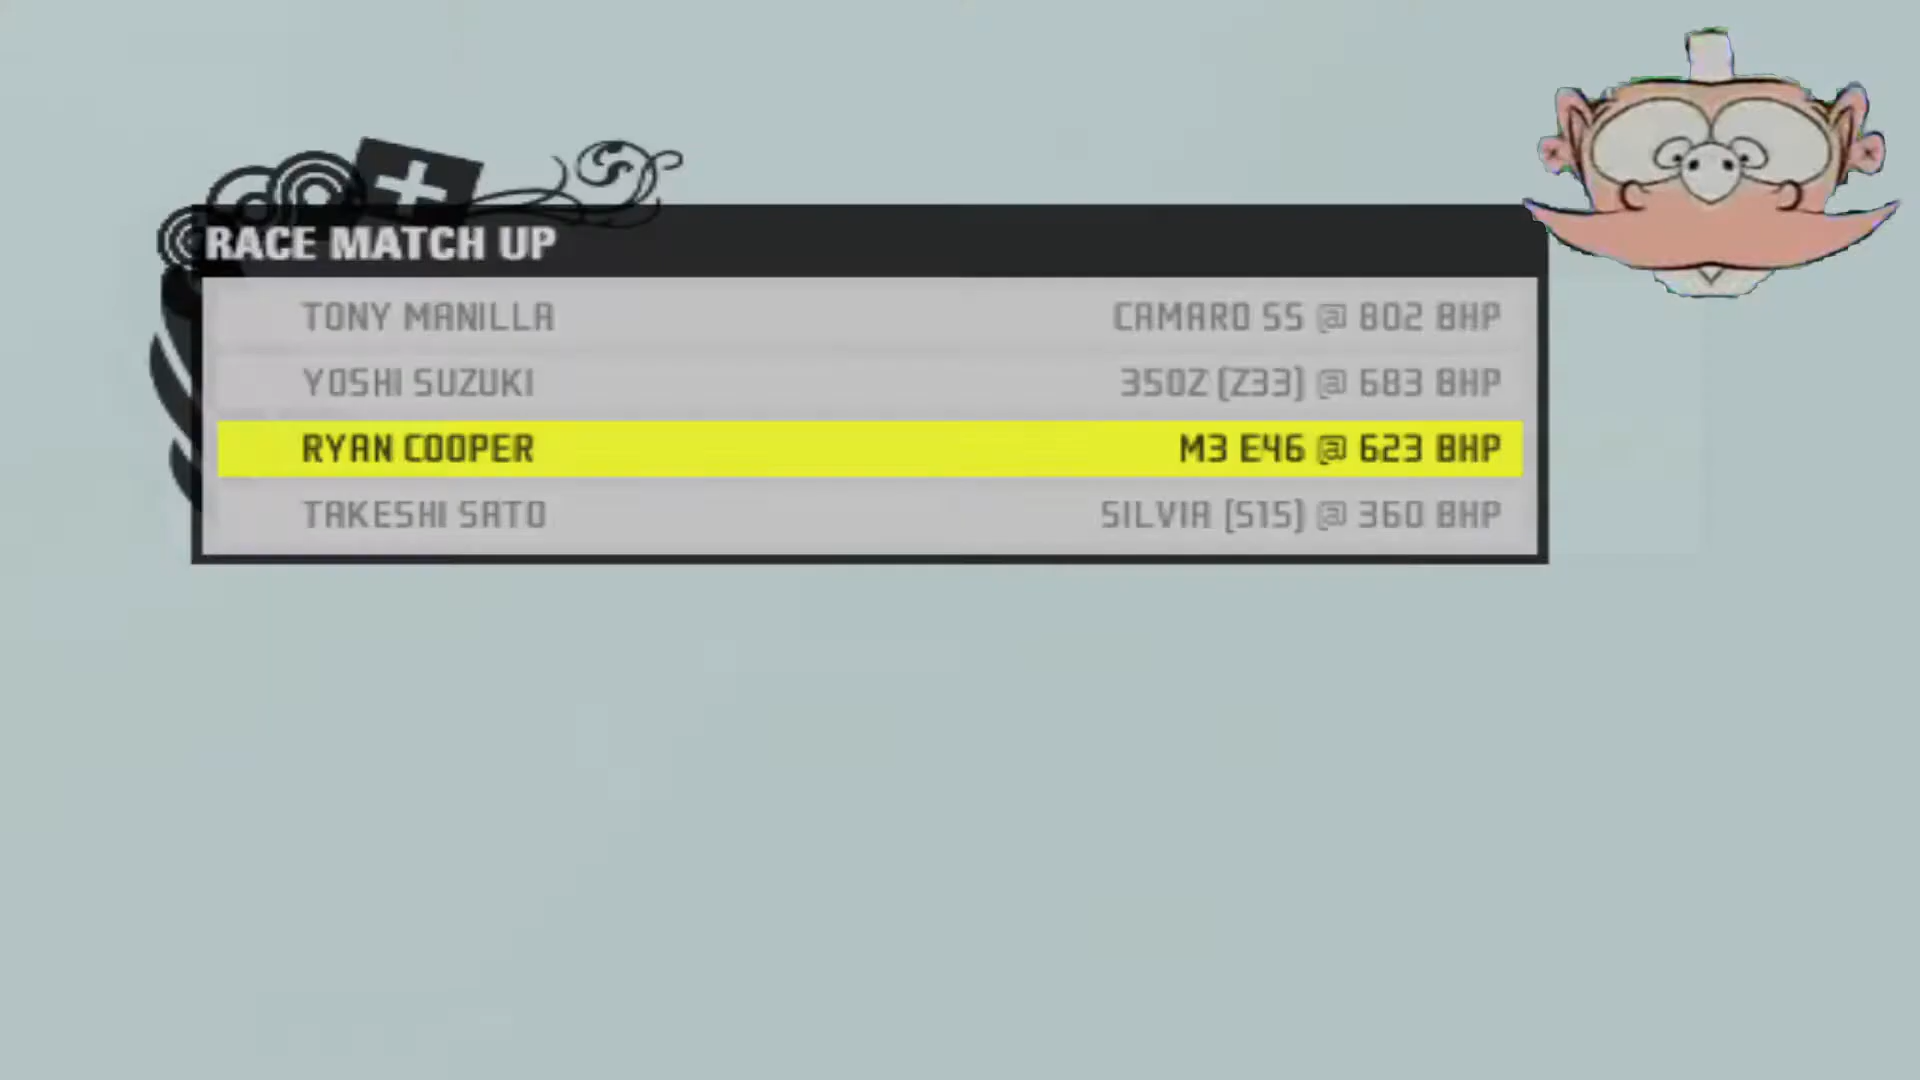 RACE MATCH UP
TONY MANILLA CAMARO SS @ 802 BHP
YOSHI SUZUKI 350Z (Z33) @ 683 BHP
RYAN COOPER M3 E46 @ 623 BHP
TAKESHI SATO SILVIA (S15) @ 360 BHP